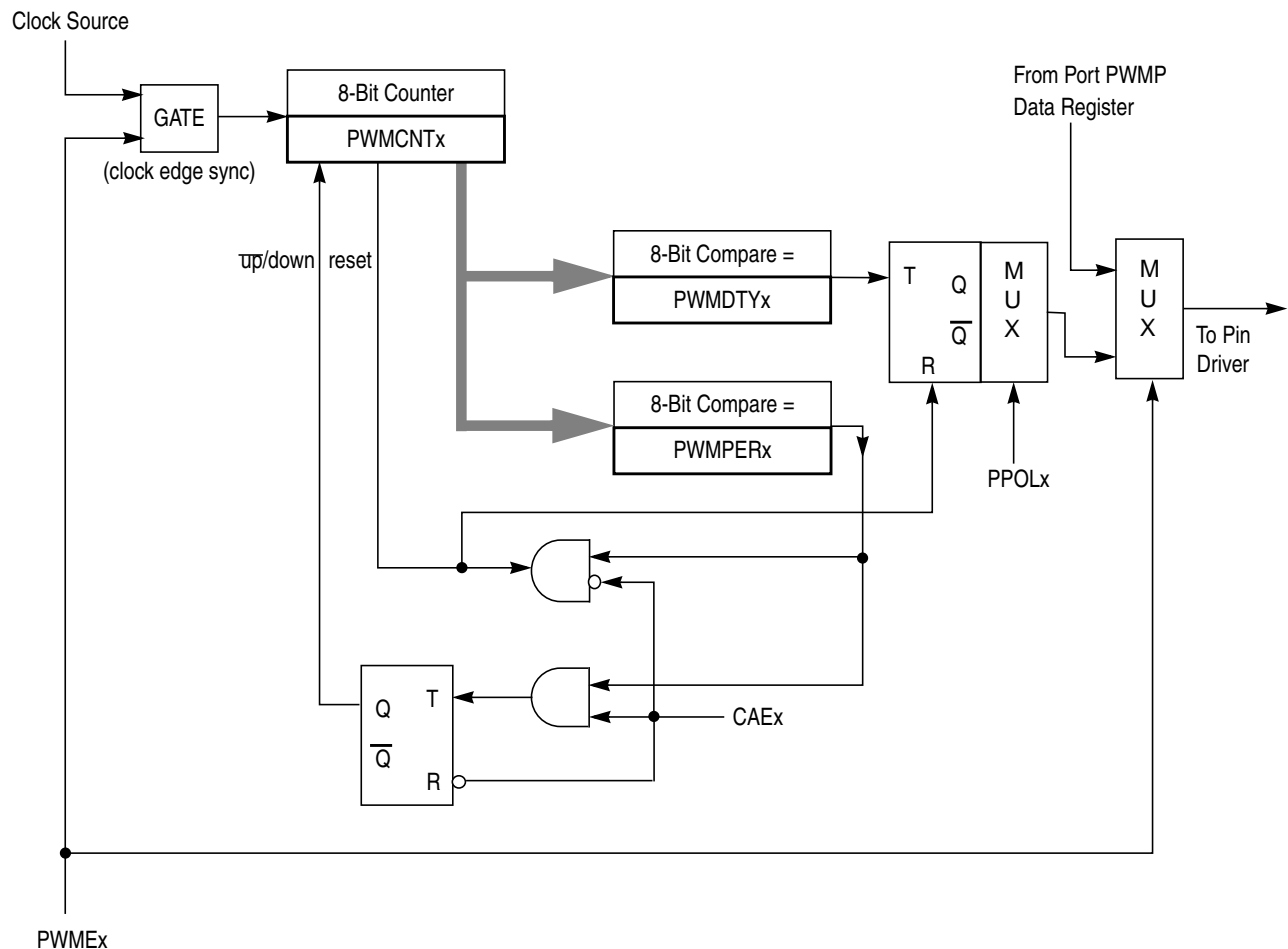 Clock Source
8-Bit Counter
PWMCNTx
GATE
(clock edge sync)
From Port PWMP
Data Register
u̅p̅/down
reset
8-Bit Compare =
PWMDTYx
T
Q
Q̅
R
M
U
X
M
U
X
To Pin
Driver
8-Bit Compare =
PWMPERx
PPOLx
Q
T
Q̅
R
CAEx
PWMEx